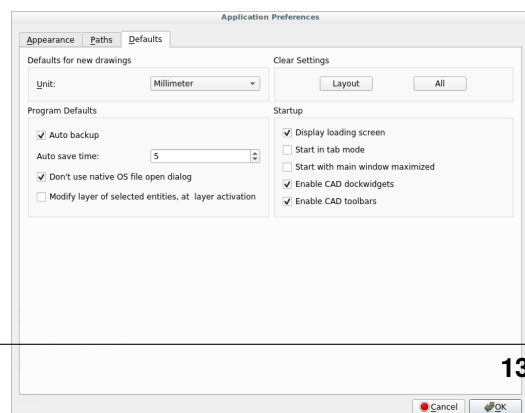 Application Preferences
Appearance Paths Defaults
Defaults for new drawings
Unit: Millimeter
Clear Settings
Layout All
Program Defaults
Auto backup
Auto save time: 5
Don't use native OS file open dialog
Modify layer of selected entities, at layer activation
Startup
Display loading screen
Start in tab mode
Start with main window maximized
Enable CAD dockwidgets
Enable CAD toolbars
13
Cancel OK